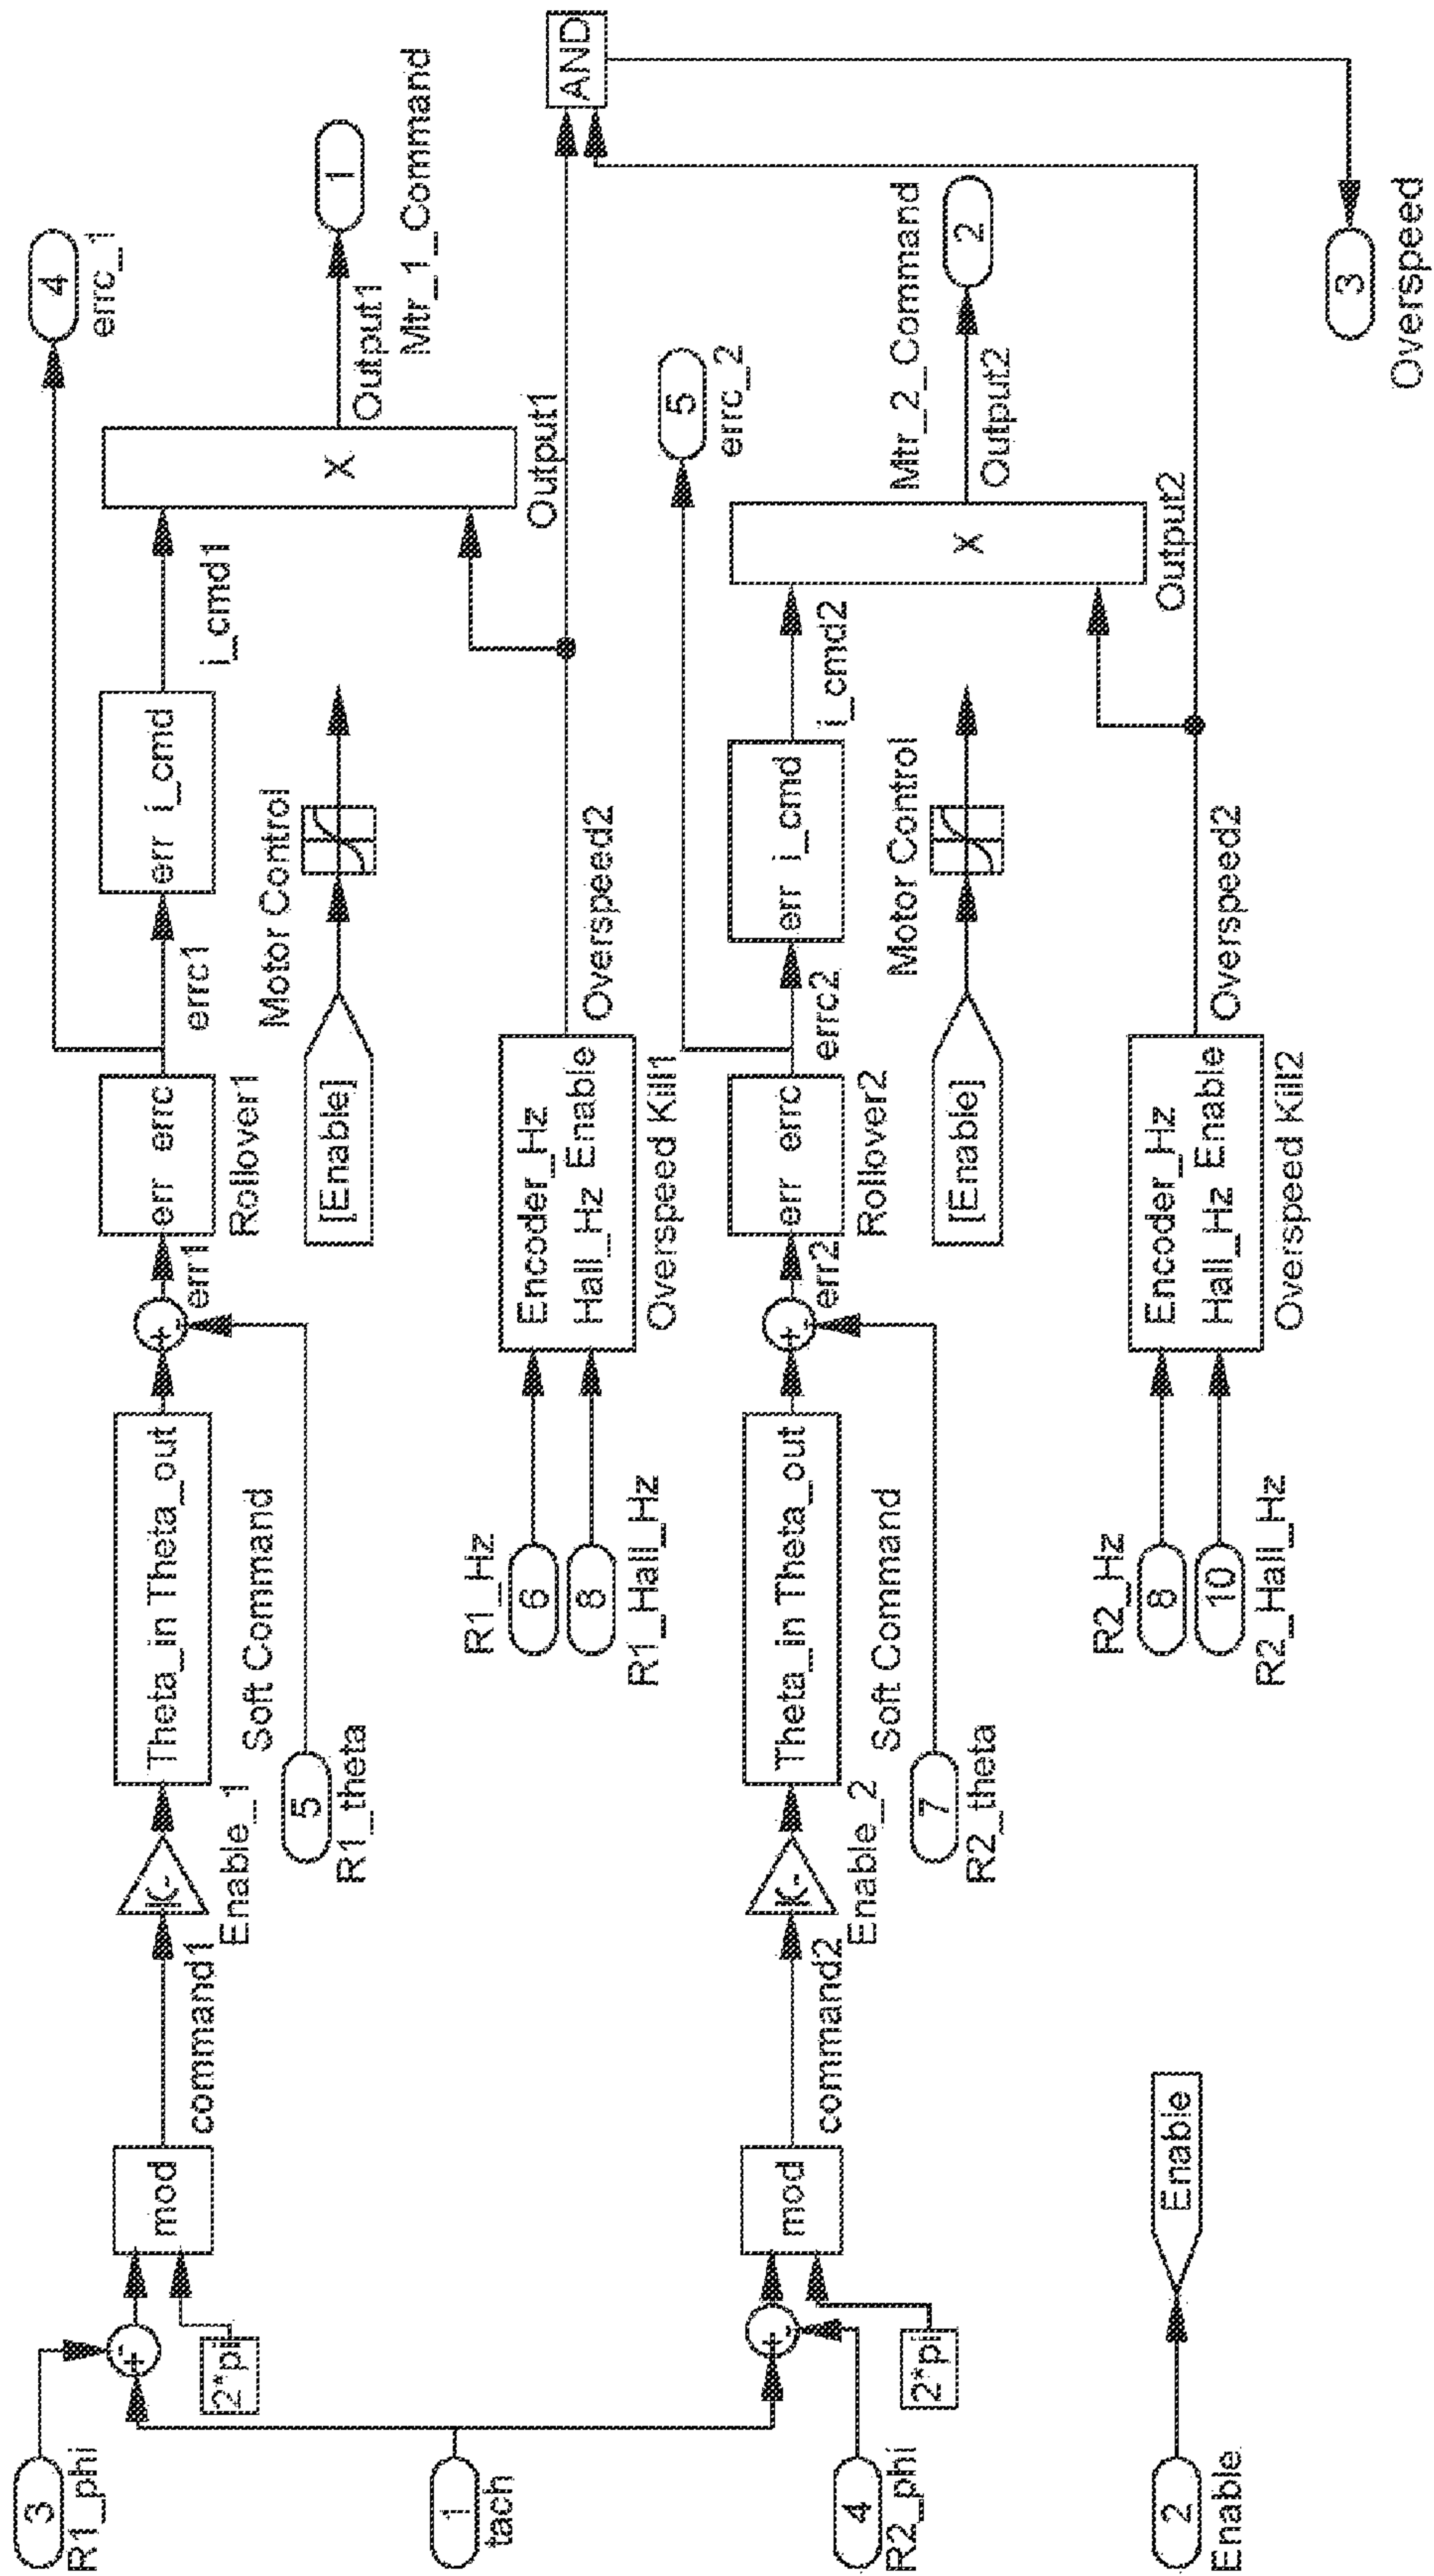 3
R1_phi
1
tach
4
R2_phi
2
Enable
+
-
2*pi
mod
command1
K-
Enable_1
Theta_in Theta_out
Soft Command
5
R1_theta
+
-
err1
err errc
Rollover1
errc1
err i_cmd
i_cmd1
Motor Control
[Enable]
4
errc_1
X
Output1
1
Mtr_1_Command
R1_Hz
6
8
R1_Hall_Hz
Encoder_Hz
Hall_Hz Enable
Overspeed Kill1
Overspeed2
Output1
AND
+
-
2*pi
mod
command2
K-
Enable_2
Theta_in Theta_out
Soft Command
7
R2_theta
+
-
err2
err errc
Rollover2
errc2
err i_cmd
i_cmd2
Motor Control
[Enable]
5
errc_2
X
Output2
2
Mtr_2_Command
R2_Hz
8
10
R2_Hall_Hz
Encoder_Hz
Hall_Hz Enable
Overspeed Kill2
Overspeed2
Output2
3
Overspeed
Enable